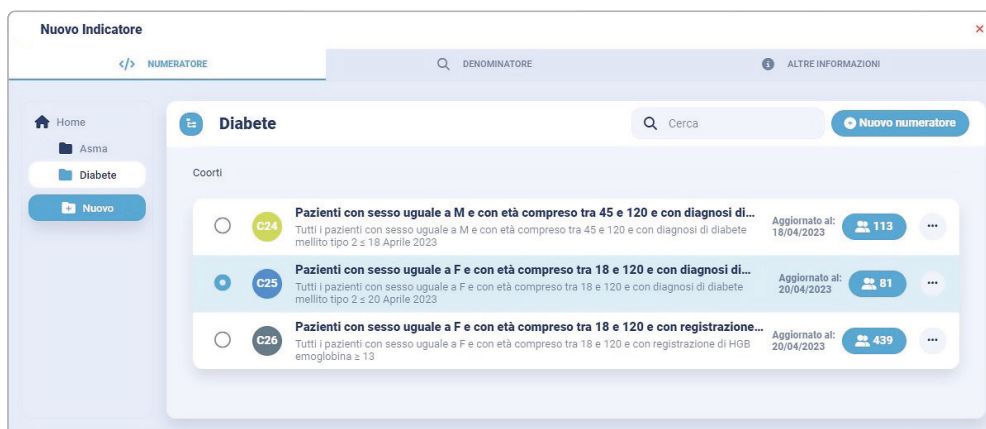 Nuovo Indicatore
×
</> NUMERATORE
DENOMINATORE
ALTRE INFORMAZIONI
Home
Asma
Diabete
Nuovo
Diabete
Cerca
Nuovo numeratore
Coorti
C24
Pazienti con sesso uguale a M e con età compreso tra 45 e 120 e con diagnosi di...
Tutti i pazienti con sesso uguale a M e con età compreso tra 45 e 120 e con diagnosi di diabete
mellito tipo 2 ≤ 18 Aprile 2023
Aggiornato al:
18/04/2023
113
...
C25
Pazienti con sesso uguale a F e con età compreso tra 18 e 120 e con diagnosi di...
Tutti i pazienti con sesso uguale a F e con età compreso tra 18 e 120 e con diagnosi di diabete
mellito tipo 2 ≤ 20 Aprile 2023
Aggiornato al:
20/04/2023
81
...
C26
Pazienti con sesso uguale a F e con età compreso tra 18 e 120 e con registrazione...
Tutti i pazienti con sesso uguale a F e con età compreso tra 18 e 120 e con registrazione di HGB
emoglobina ≥ 13
Aggiornato al:
20/04/2023
439
...